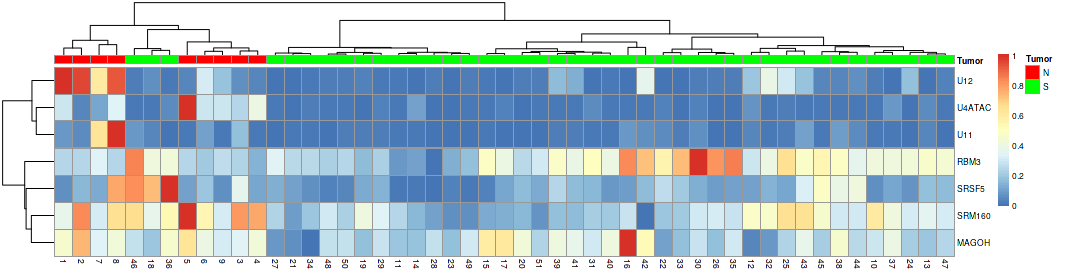 Tumor
U12
U4ATAC
U11
RBM3
SRSF5
SRM160
MAGOH
1 2 7 8 46 18 36 5 6 9 3 4 27 21 34 48 50 19 29 11 14 28 23 49 15 17 20 51 39 41 31 40 16 42 22 33 30 26 35 12 32 25 43 45 38 44 10 37 24 13 47
1
0.8
0.6
0.4
0.2
0
Tumor
N
S